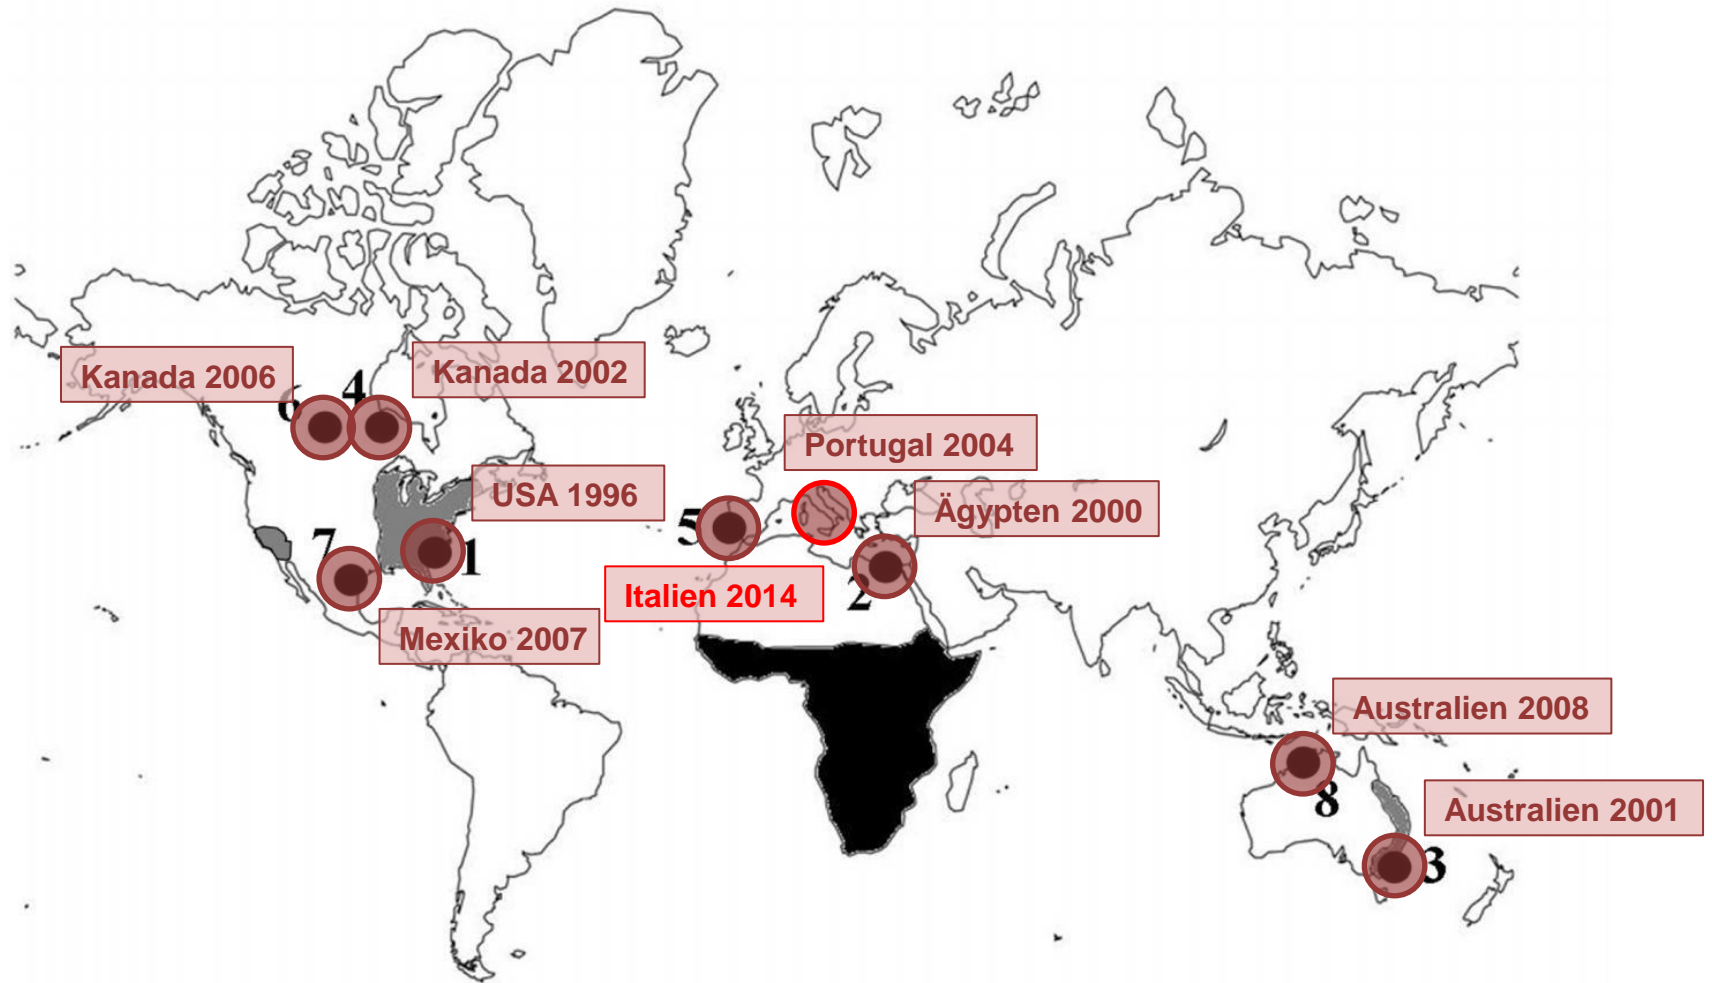 Kanada 2006
4
Kanada 2002
6
Portugal 2004
USA 1996
Ägypten 2000
5
7
1
Italien 2014
2
Mexiko 2007
Australien 2008
8
Australien 2001
3